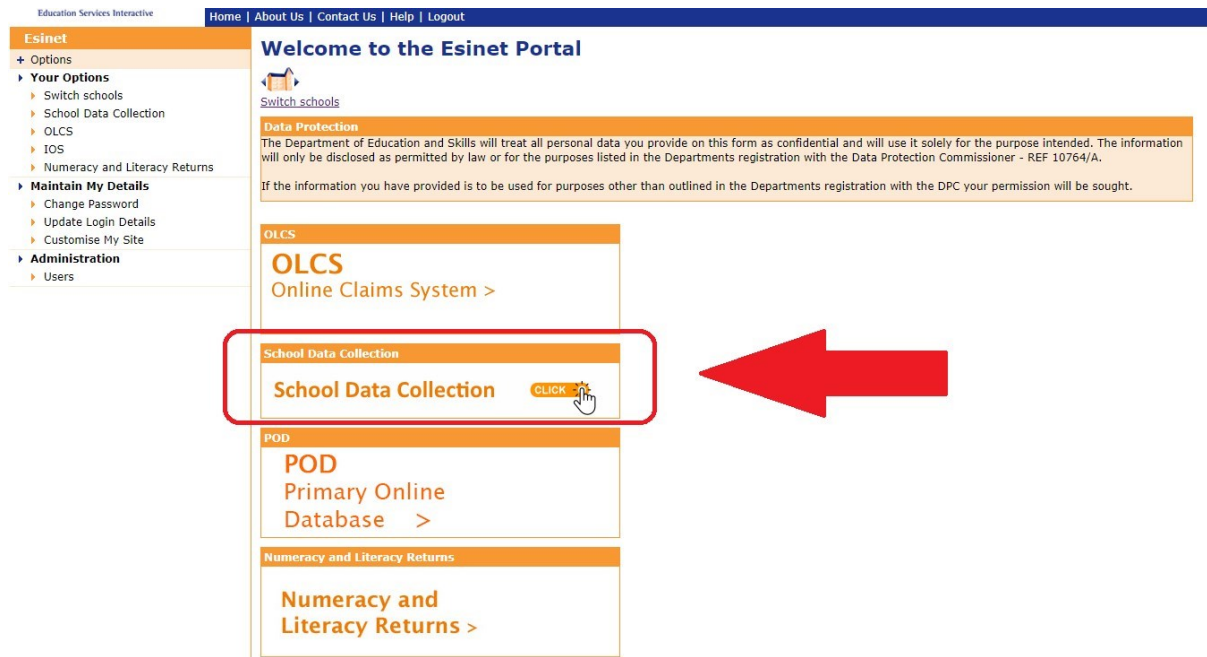 Education Services Interactive
Home | About Us | Contact Us | Help | Logout
Esinet
+ Options
Your Options
Switch schools
School Data Collection
OLCS
IOS
Numeracy and Literacy Returns
Maintain My Details
Change Password
Update Login Details
Customise My Site
Administration
Users
Welcome to the Esinet Portal
Switch schools
Data Protection
The Department of Education and Skills will treat all personal data you provide on this form as confidential and will use it solely for the purpose intended. The information
will only be disclosed as permitted by law or for the purposes listed in the Departments registration with the Data Protection Commissioner - REF 10764/A.
If the information you have provided is to be used for purposes other than outlined in the Departments registration with the DPC your permission will be sought.
OLCS
OLCS
Online Claims System >
School Data Collection
School Data Collection CLICK
POD
POD
Primary Online
Database >
Numeracy and Literacy Returns
Numeracy and
Literacy Returns >